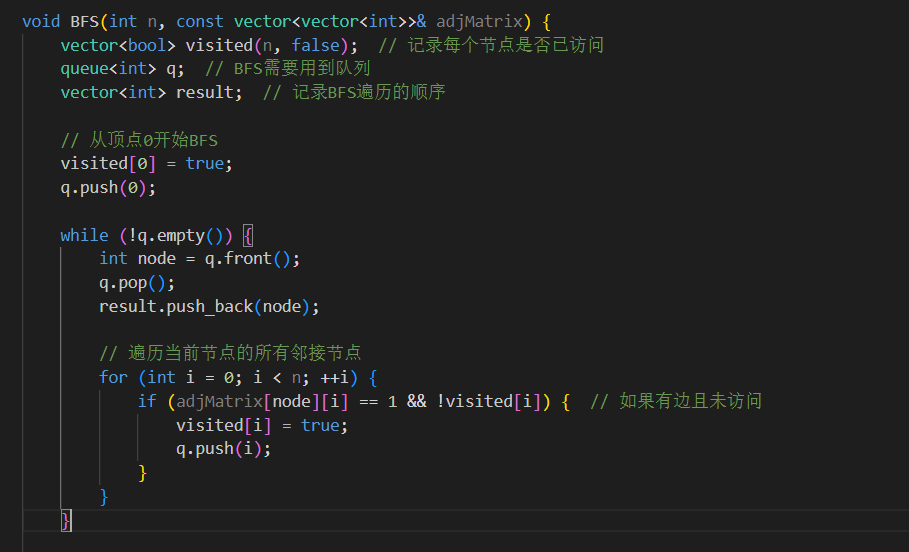 void BFS(int n, const vector<vector<int>>& adjMatrix) {
    vector<bool> visited(n, false);  // 记录每个节点是否已访问
    queue<int> q;  // BFS需要用到队列
    vector<int> result;  // 记录BFS遍历的顺序

    // 从顶点0开始BFS
    visited[0] = true;
    q.push(0);

    while (!q.empty()) {
        int node = q.front();
        q.pop();
        result.push_back(node);

        // 遍历当前节点的所有邻接节点
        for (int i = 0; i < n; ++i) {
            if (adjMatrix[node][i] == 1 && !visited[i]) {  // 如果有边且未访问
                visited[i] = true;
                q.push(i);
            }
        }
    }